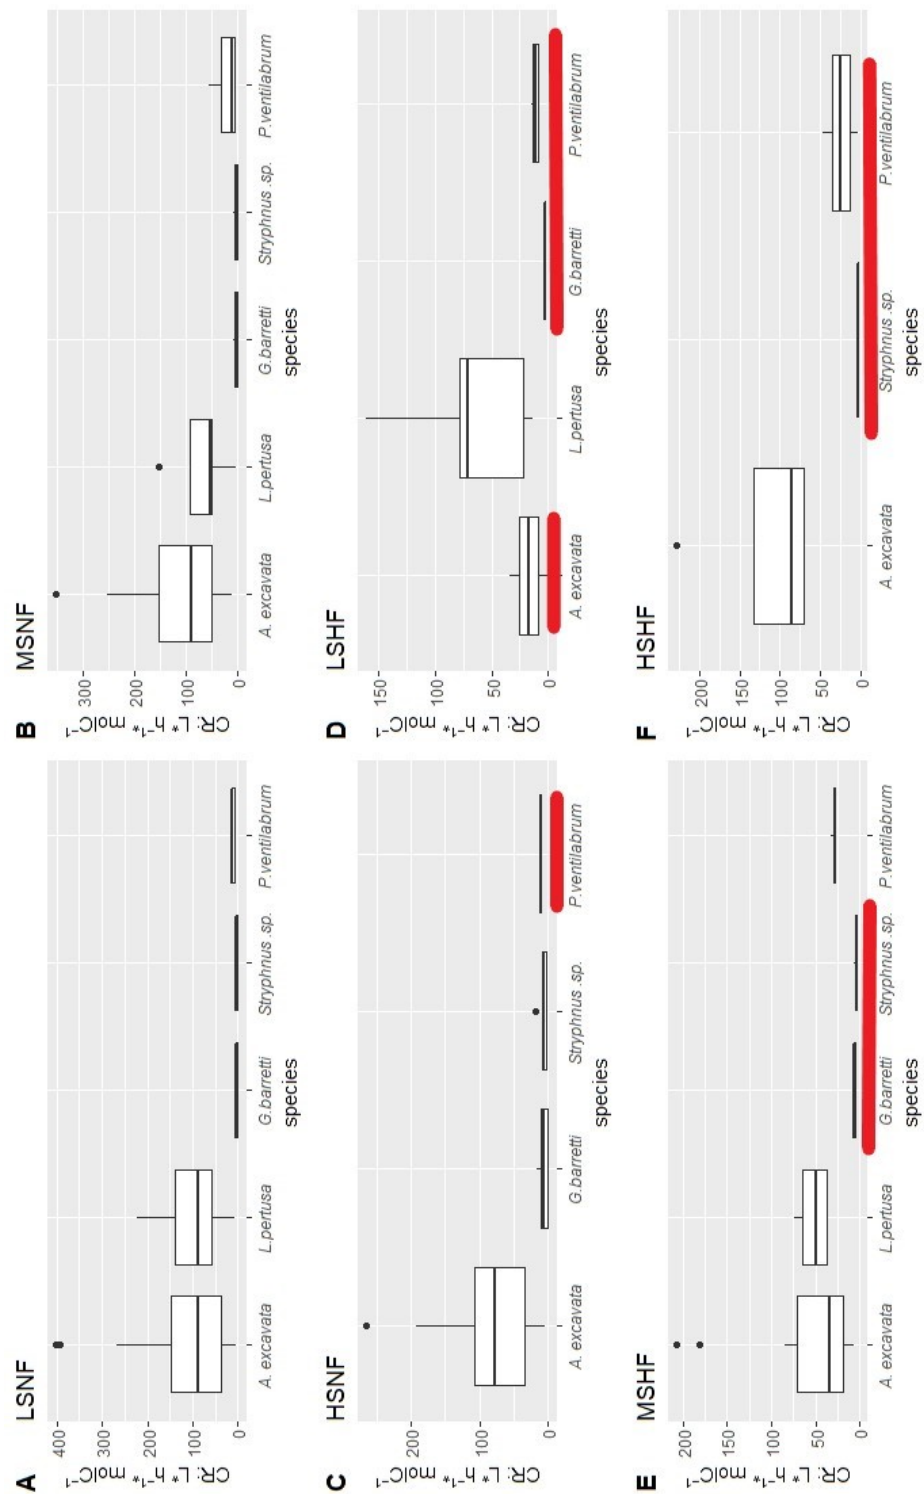 A
LSNF
CR: L* h⁻¹* molC⁻¹
400
300
200
100
0
A. excavata
L.pertusa
G.barretti
Stryphnus .sp.
P.ventilabrum
species
B
MSNF
CR: L* h⁻¹* molC⁻¹
300
200
100
0
A. excavata
L.pertusa
G.barretti
Stryphnus .sp.
P.ventilabrum
species
C
HSNF
CR: L* h⁻¹* molC⁻¹
200
100
0
A. excavata
G.barretti
Stryphnus .sp.
P.ventilabrum
species
D
LSHF
CR: L* h⁻¹* molC⁻¹
150
100
50
0
A. excavata
L.pertusa
G.barretti
P.ventilabrum
species
E
MSHF
CR: L* h⁻¹* molC⁻¹
200
150
100
50
0
A. excavata
L.pertusa
G.barretti
Stryphnus .sp.
P.ventilabrum
species
F
HSHF
CR: L* h⁻¹* molC⁻¹
200
150
100
50
0
A. excavata
Stryphnus .sp.
P.ventilabrum
species